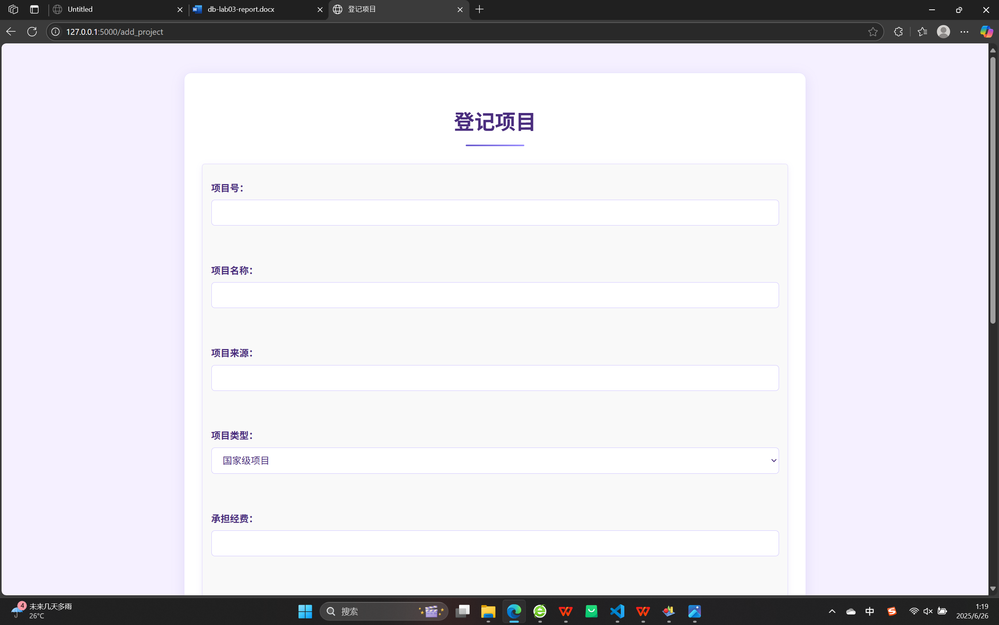 Untitled
db-lab03-report.docx
登记项目
127.0.0.1:5000/add_project
登记项目
项目号：
项目名称：
项目来源：
项目类型：
国家级项目
承担经费：
4
未来几天多雨
26°C
搜索
中
1:19
2025/6/26